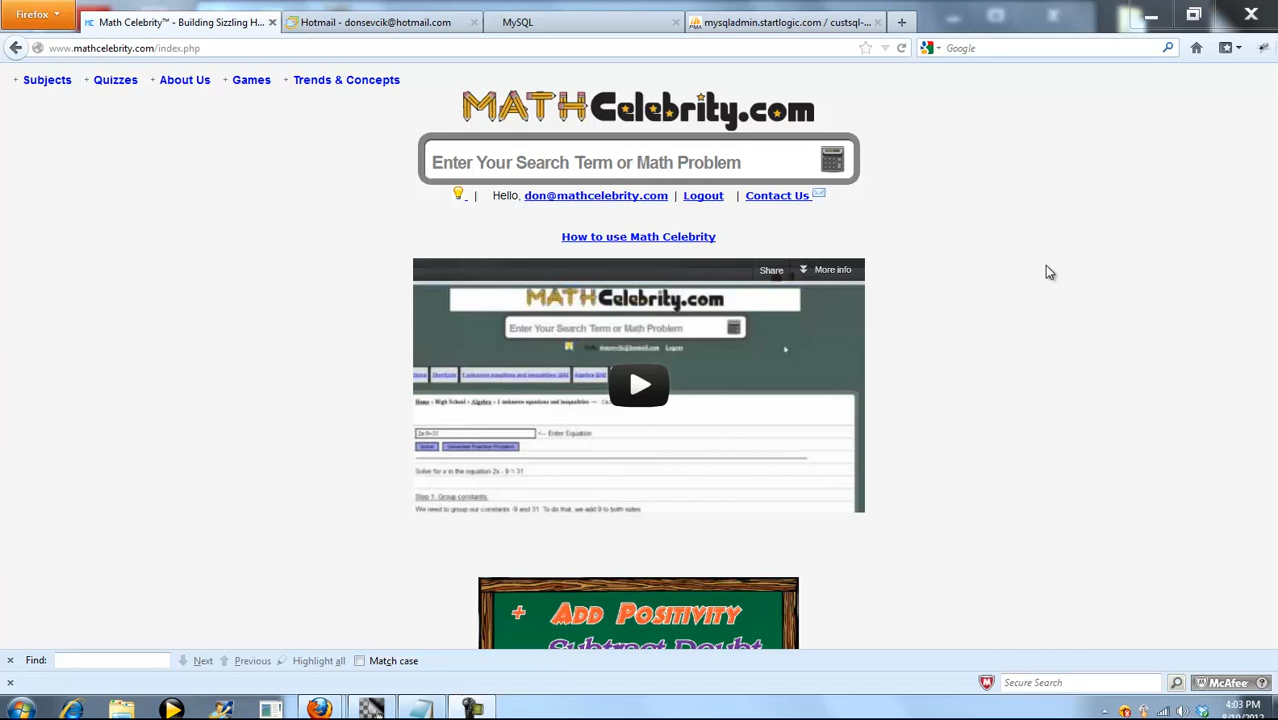 Firefox
Math Celebrity™ - Building Sizzling H...
Hotmail - donsevcik@hotmail.com
MySQL
mysqladmin.startlogic.com / custsql-...
www.mathcelebrity.com/index.php
Google
Subjects
Quizzes
About Us
Games
Trends & Concepts
MATHCelebrity.com
Enter Your Search Term or Math Problem
| Hello, don@mathcelebrity.com | Logout | Contact Us
How to use Math Celebrity
Share
More info
MATHCelebrity.com
Enter Your Search Term or Math Problem
donsevcik@hotmail.com Logout
Shortcuts 1 unknown equations and inequalities
Home » High School » Algebra » 1 unknown equations and inequalities
<-- Enter Equation
Solve for x in the equation 2x - 9 = 31
Step 1: Group constants.
We need to group our constants -9 and 31. To do that, we add 9 to both sides
+ Add Positivity
Subtract Doubt
Find:
Next
Previous
Highlight all
Match case
Secure Search
McAfee
4:03 PM
8/10/2012